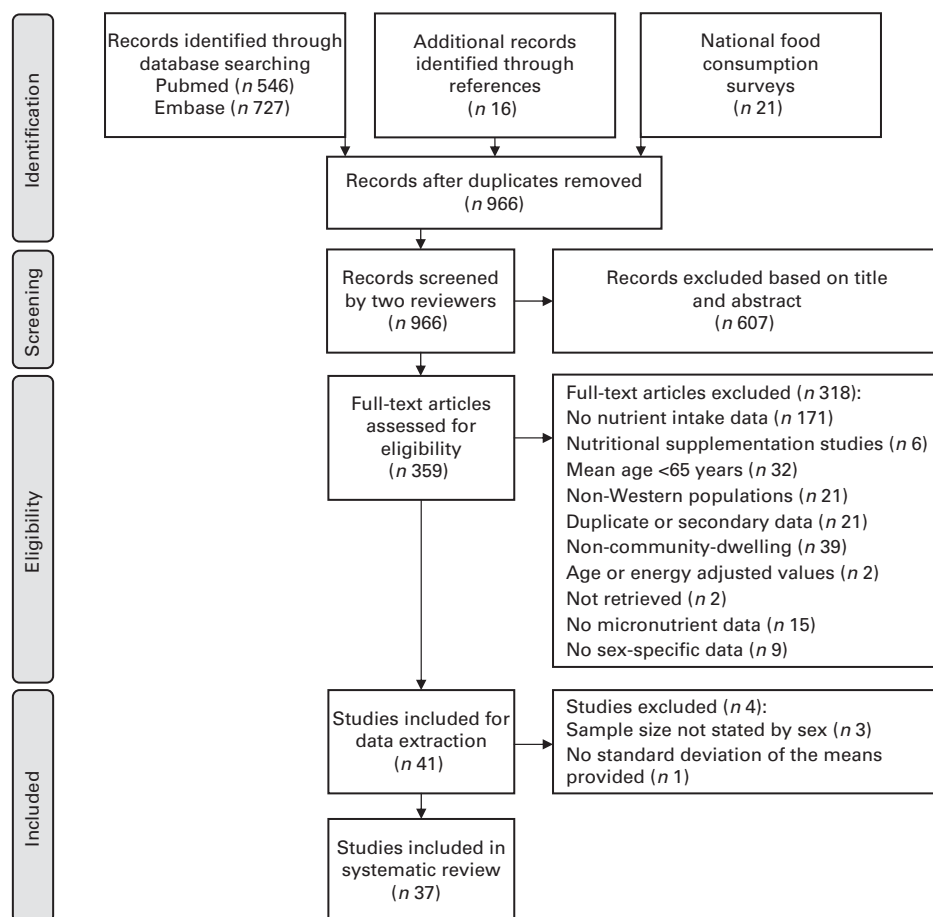 Identification
Records identified through
database searching
Pubmed (n 546)
Embase (n 727)
Additional records
identified through
references
(n 16)
National food
consumption
surveys
(n 21)
Records after duplicates removed
(n 966)
Screening
Records screened
by two reviewers
(n 966)
Records excluded based on title
and abstract
(n 607)
Eligibility
Full-text articles
assessed for
eligibility
(n 359)
Full-text articles excluded (n 318):
No nutrient intake data (n 171)
Nutritional supplementation studies (n 6)
Mean age <65 years (n 32)
Non-Western populations (n 21)
Duplicate or secondary data (n 21)
Non-community-dwelling (n 39)
Age or energy adjusted values (n 2)
Not retrieved (n 2)
No micronutrient data (n 15)
No sex-specific data (n 9)
Included
Studies included for
data extraction
(n 41)
Studies excluded (n 4):
Sample size not stated by sex (n 3)
No standard deviation of the means
provided (n 1)
Studies included in
systematic review
(n 37)